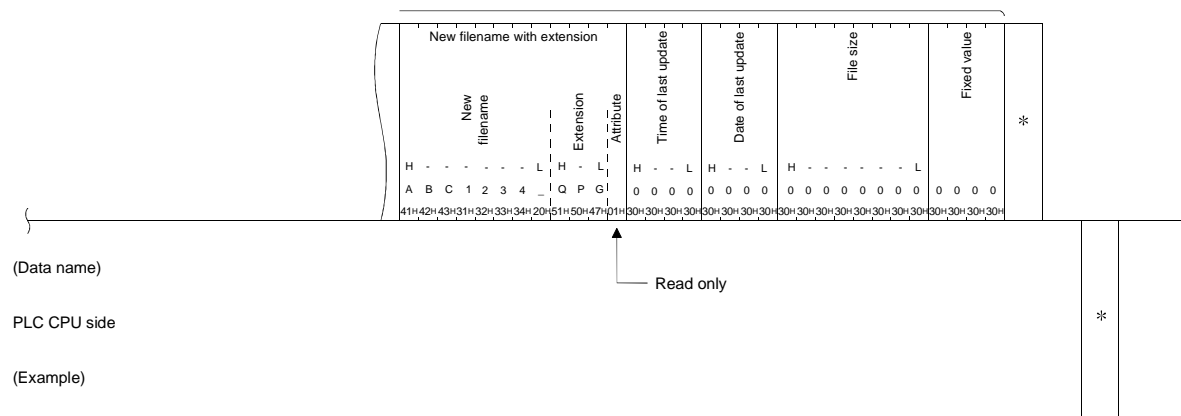 New filename with extension
New filename
Extension
Attribute
Time of last update
Date of last update
File size
Fixed value
*
H - - - - - - L H - L H - - L H - - L H - - - - - - L
A B C 1 2 3 4 _ Q P G 0 0 0 0 0 0 0 0 0 0 0 0 0 0 0 0 0 0 0 0
41H 42H 43H 31H 32H 33H 34H 20H 51H 50H 47H 01H 30H 30H 30H 30H 30H 30H 30H 30H 30H 30H 30H 30H 30H 30H 30H 30H 30H 30H 30H 30H
(Data name)
Read only
PLC CPU side
*
(Example)